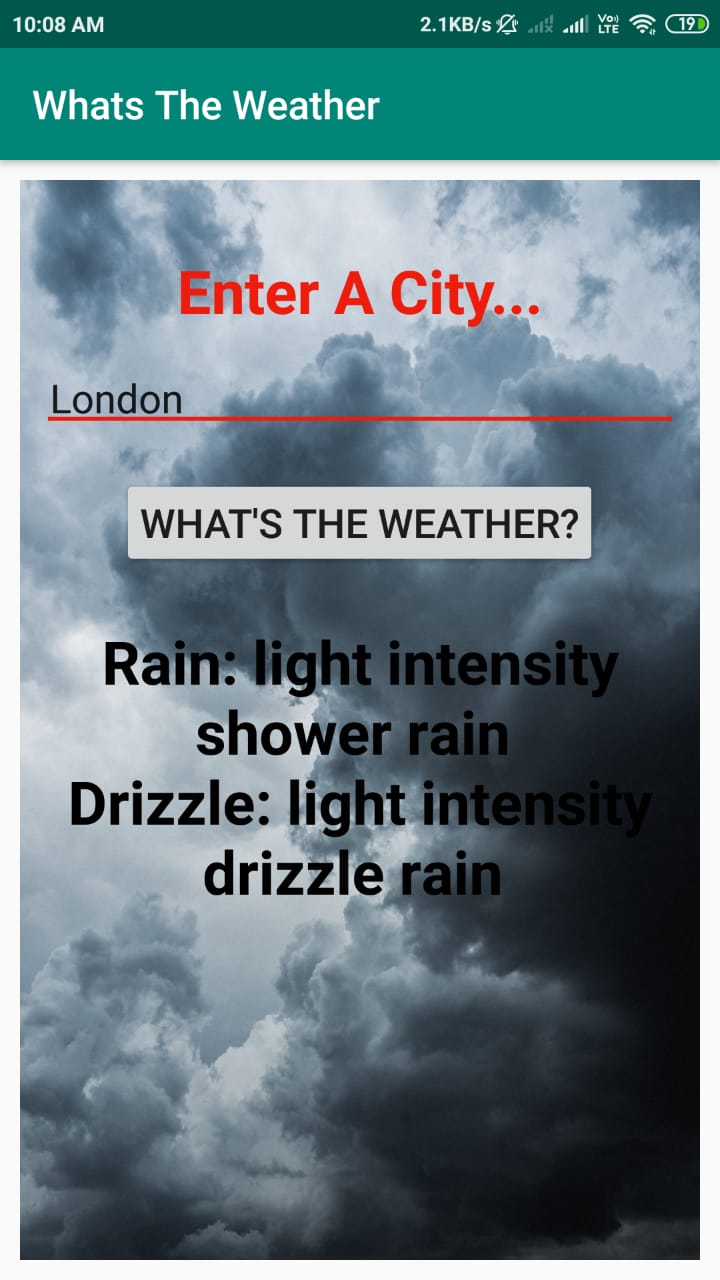 10:08 AM 2.1KB/s Vo)) LTE 19
Whats The Weather
Enter A City...
London
WHAT'S THE WEATHER?
Rain: light intensity
shower rain
Drizzle: light intensity
drizzle rain